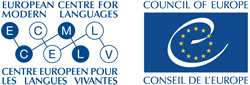 EUROPEAN CENTRE FOR
MODERN LANGUAGES
E C M L
C E L V
CENTRE EUROPEEN POUR
LES LANGUES VIVANTES
COUNCIL OF EUROPE
CONSEIL DE L'EUROPE